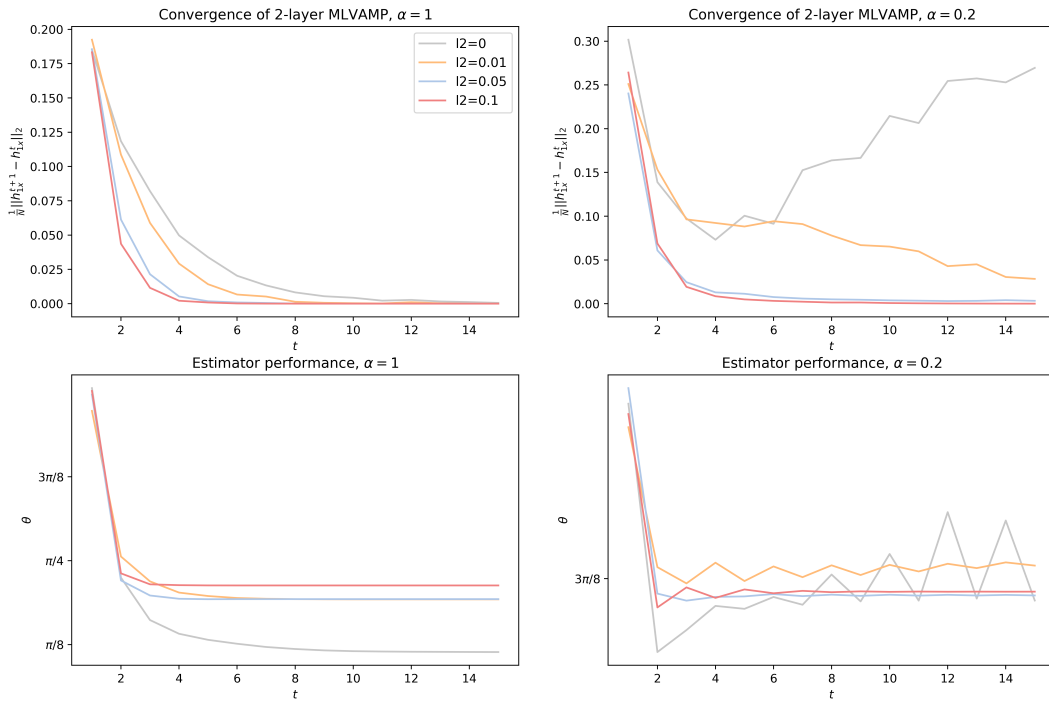 Convergence of 2-layer MLVAMP, α = 1
0.200
0.175
0.150
0.125
0.100
0.075
0.050
0.025
0.000
1/N ||h_{1x}^{t+1} − h_{1x}^{t}||_2
2 4 6 8 10 12 14
t
l2=0
l2=0.01
l2=0.05
l2=0.1
Convergence of 2-layer MLVAMP, α = 0.2
0.30
0.25
0.20
0.15
0.10
0.05
0.00
1/N ||h_{1x}^{t+1} − h_{1x}^{t}||_2
2 4 6 8 10 12 14
t
Estimator performance, α = 1
3π/8
π/4
π/8
θ
2 4 6 8 10 12 14
t
Estimator performance, α = 0.2
3π/8
θ
2 4 6 8 10 12 14
t